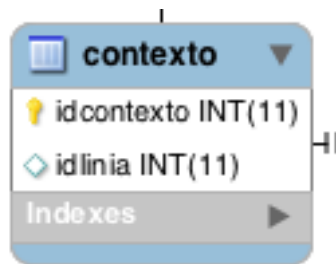 contexto
idcontexto INT(11)
idlinia INT(11)
Indexes